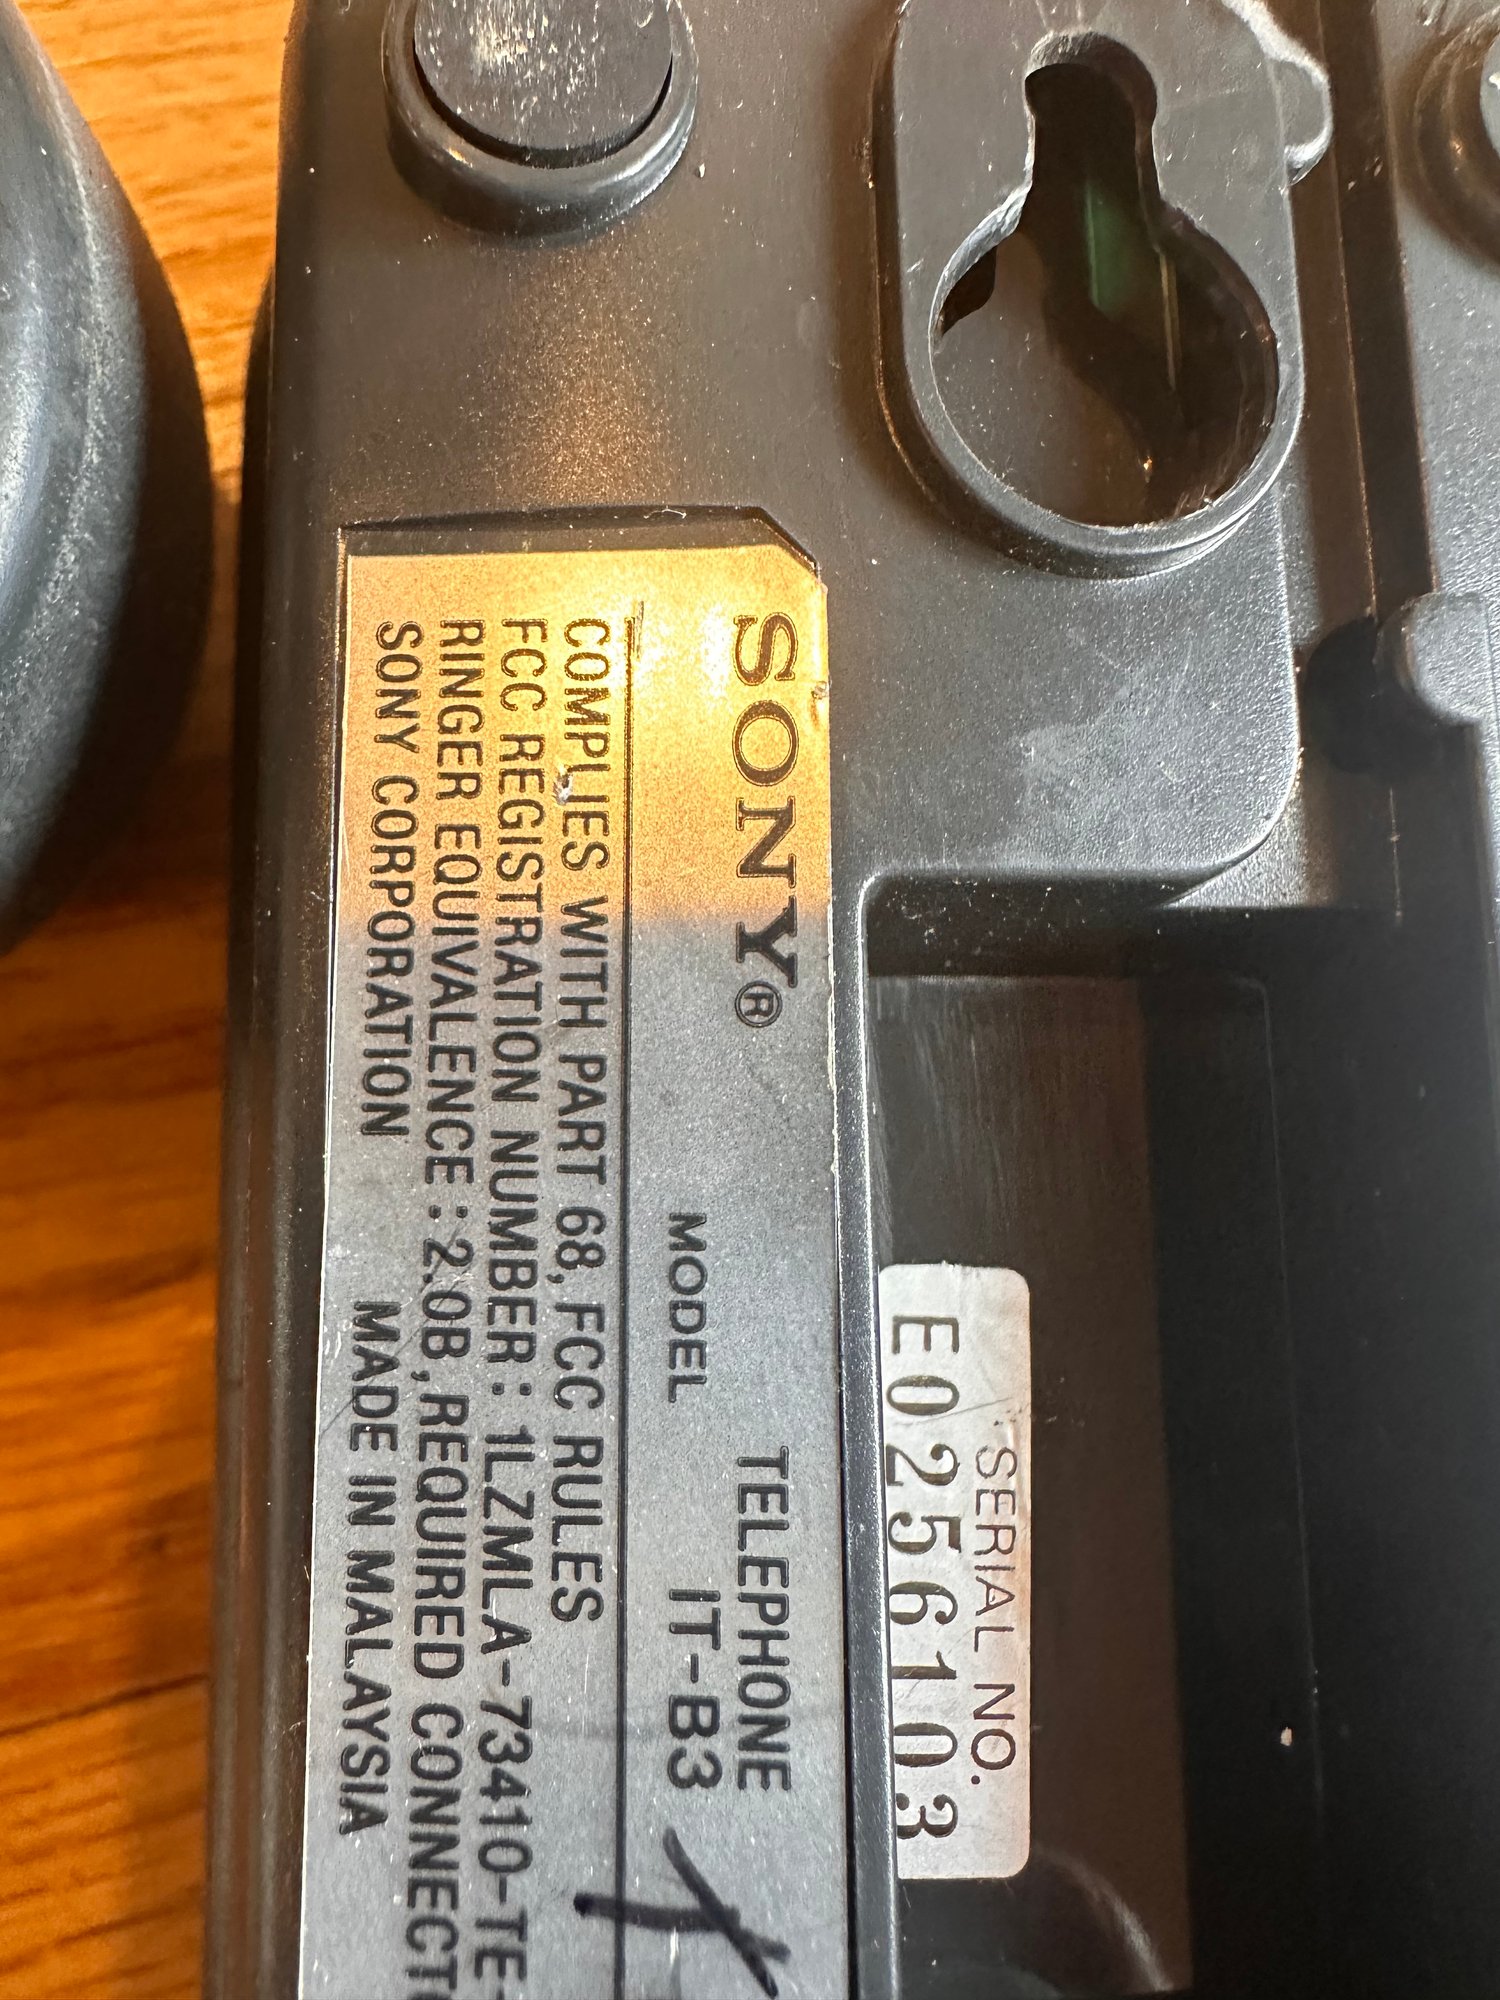 SONY®
TELEPHONE
MODEL IT-B3
COMPLIES WITH PART 68, FCC RULES
FCC REGISTRATION NUMBER: 1LZMLA-73410-TE-
RINGER EQUIVALENCE: 2.0B, REQUIRED CONNECT
SONY CORPORATION MADE IN MALAYSIA
SERIAL NO.
E0256103